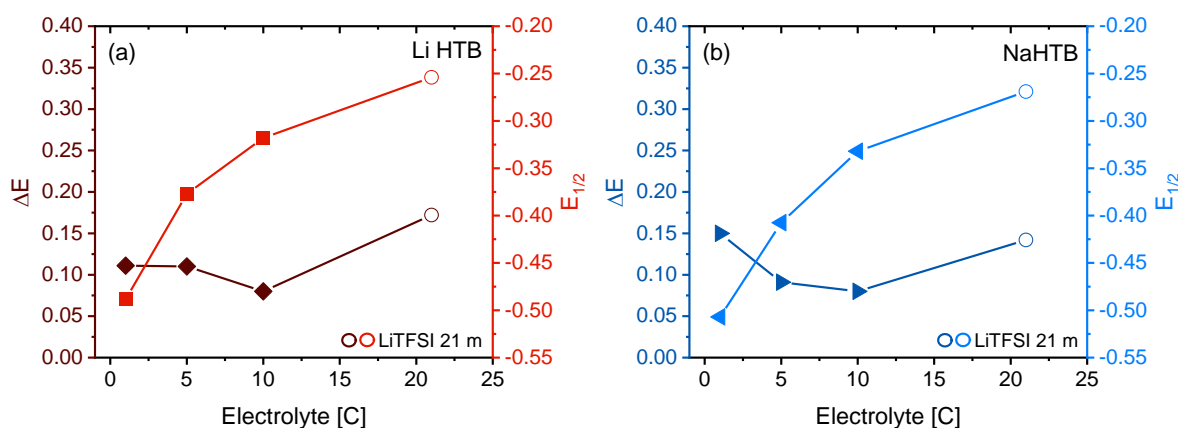 (a)
Li HTB
0.40
0.35
0.30
0.25
0.20
0.15
0.10
0.05
0.00
ΔE
-0.20
-0.25
-0.30
-0.35
-0.40
-0.45
-0.50
-0.55
E1/2
LiTFSI 21 m
0 5 10 15 20 25
Electrolyte [C]
(b)
NaHTB
0.40
0.35
0.30
0.25
0.20
0.15
0.10
0.05
0.00
ΔE
-0.20
-0.25
-0.30
-0.35
-0.40
-0.45
-0.50
-0.55
E1/2
LiTFSI 21 m
0 5 10 15 20 25
Electrolyte [C]